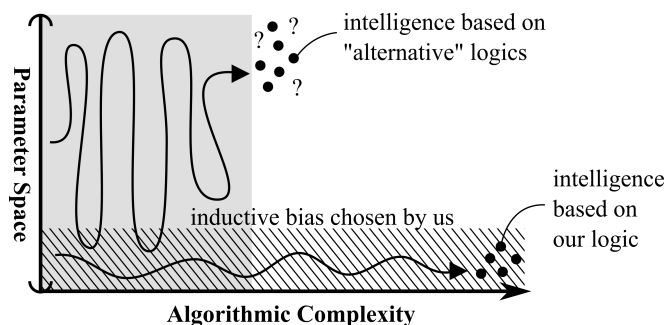 intelligence based on
"alternative" logics
?
?
?
Parameter Space
intelligence
based on
our logic
inductive bias chosen by us
Algorithmic Complexity